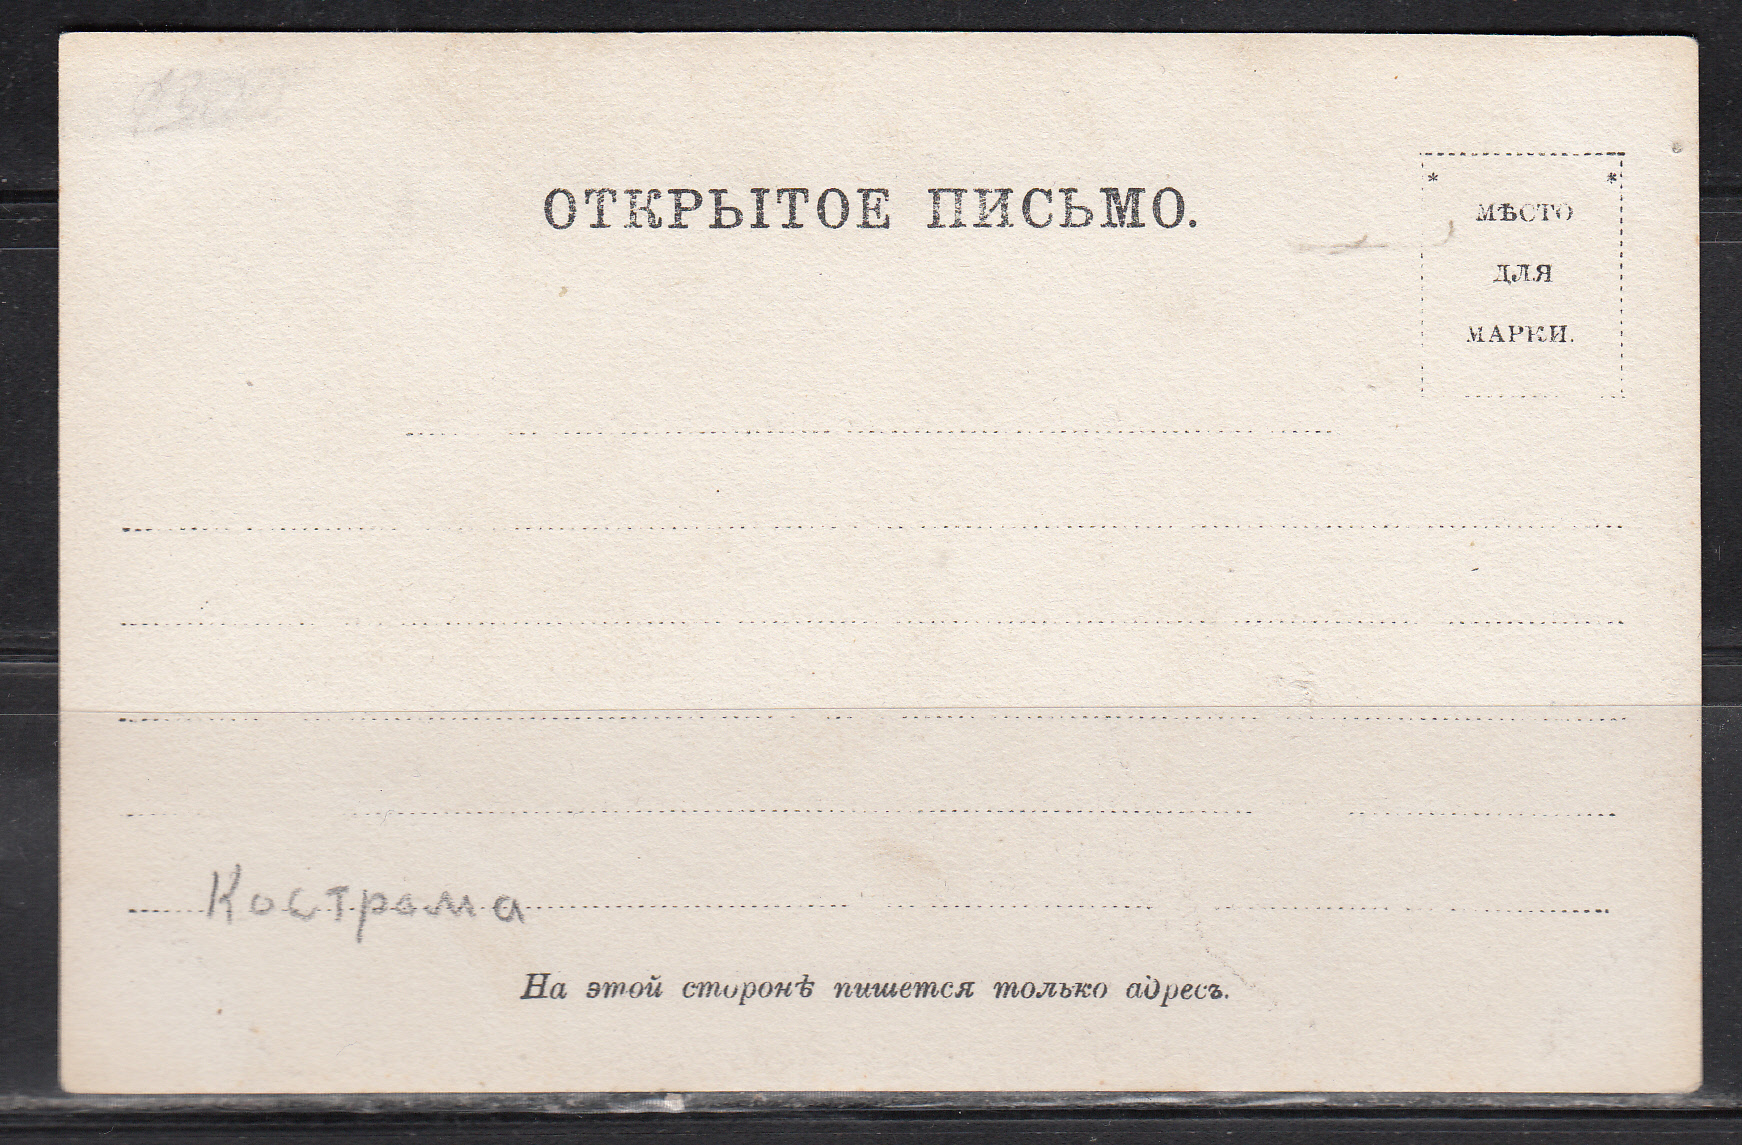 ОТКРЫТОЕ ПИСЬМО.
* *
МѢСТО
ДЛЯ
МАРКИ.
Кострома
На этой сторонѣ пишется только адресъ.